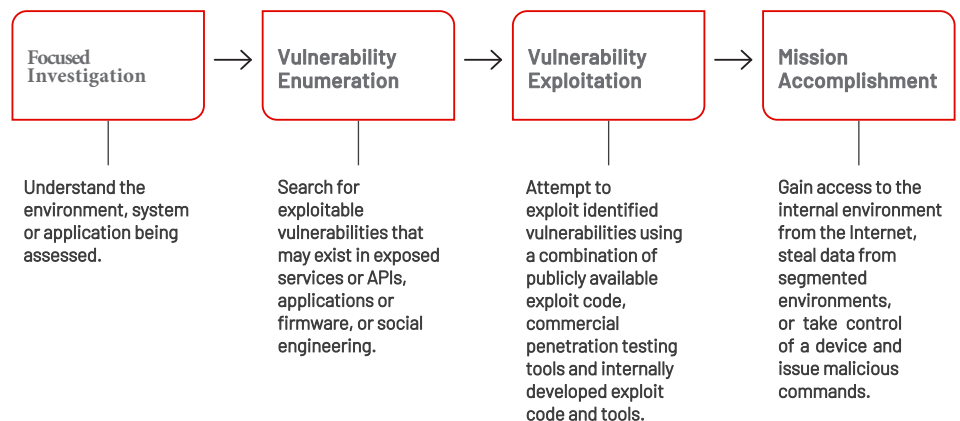 Focused
Investigation
Vulnerability
Enumeration
Vulnerability
Exploitation
Mission
Accomplishment
Understand the
environment, system
or application being
assessed.
Search for
exploitable
vulnerabilities that
may exist in exposed
services or APIs,
applications or
firmware, or social
engineering.
Attempt to
exploit identified
vulnerabilities using
a combination of
publicly available
exploit code,
commercial
penetration testing
tools and internally
developed exploit
code and tools.
Gain access to the
internal environment
from the Internet,
steal data from
segmented
environments,
or take control
of a device and
issue malicious
commands.